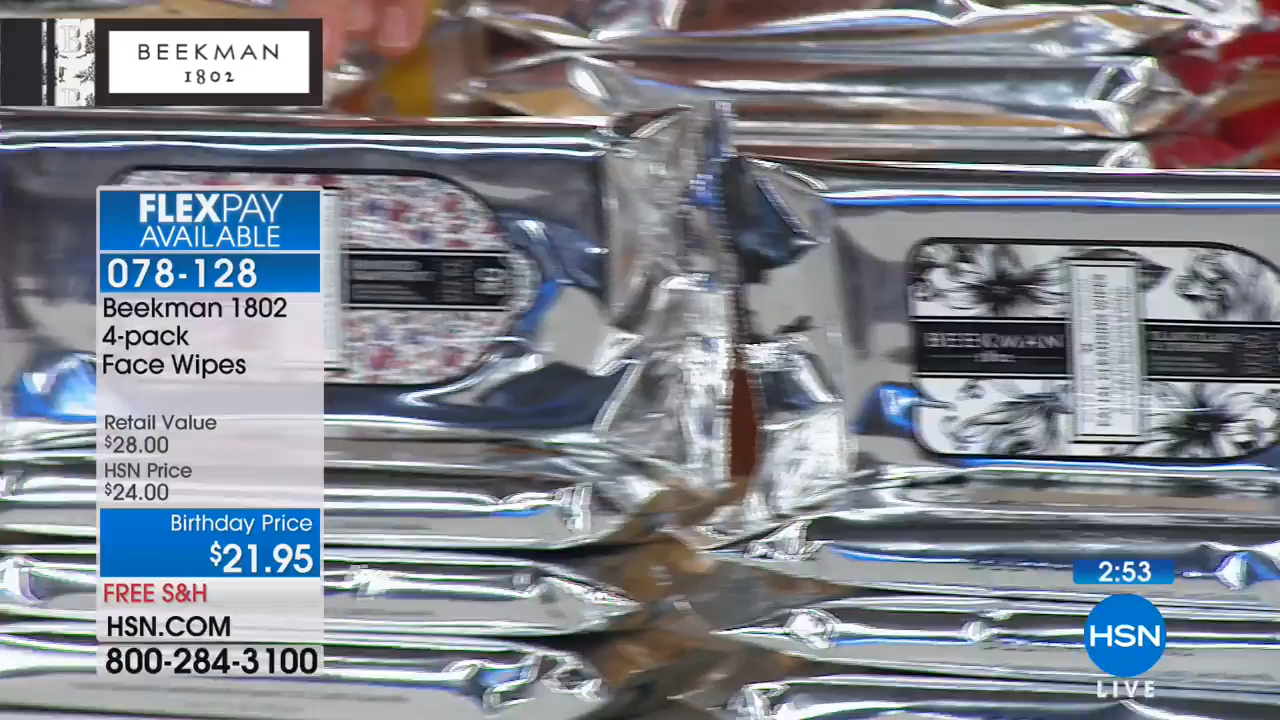 BEEKMAN
1802
FLEXPAY
AVAILABLE
078-128
Beekman 1802
4-pack
Face Wipes
Retail Value
$28.00
HSN Price
$24.00
Birthday Price
$21.95
FREE S&H
HSN.COM
800-284-3100
BEEKMAN
1802
2:53
HSN
LIVE